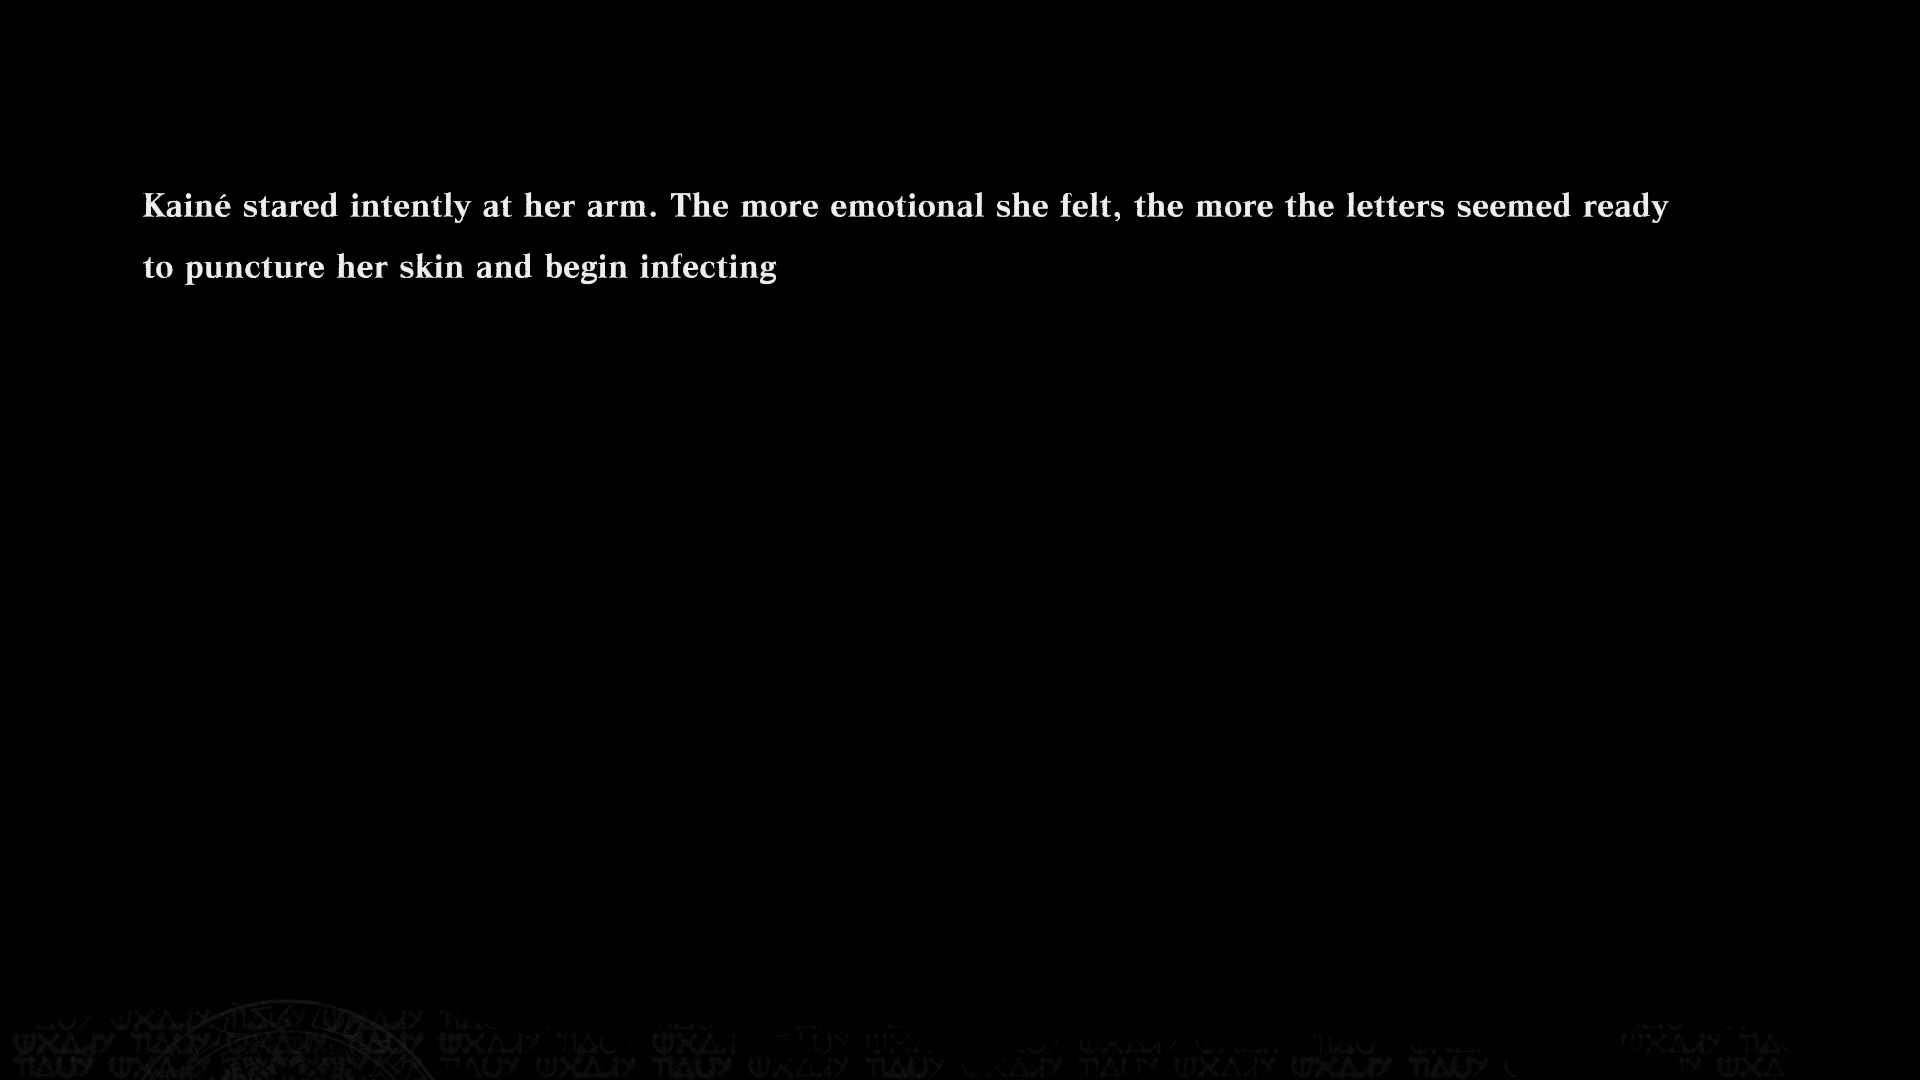 Kainé stared intently at her arm. The more emotional she felt, the more the letters seemed ready
to puncture her skin and begin infecting